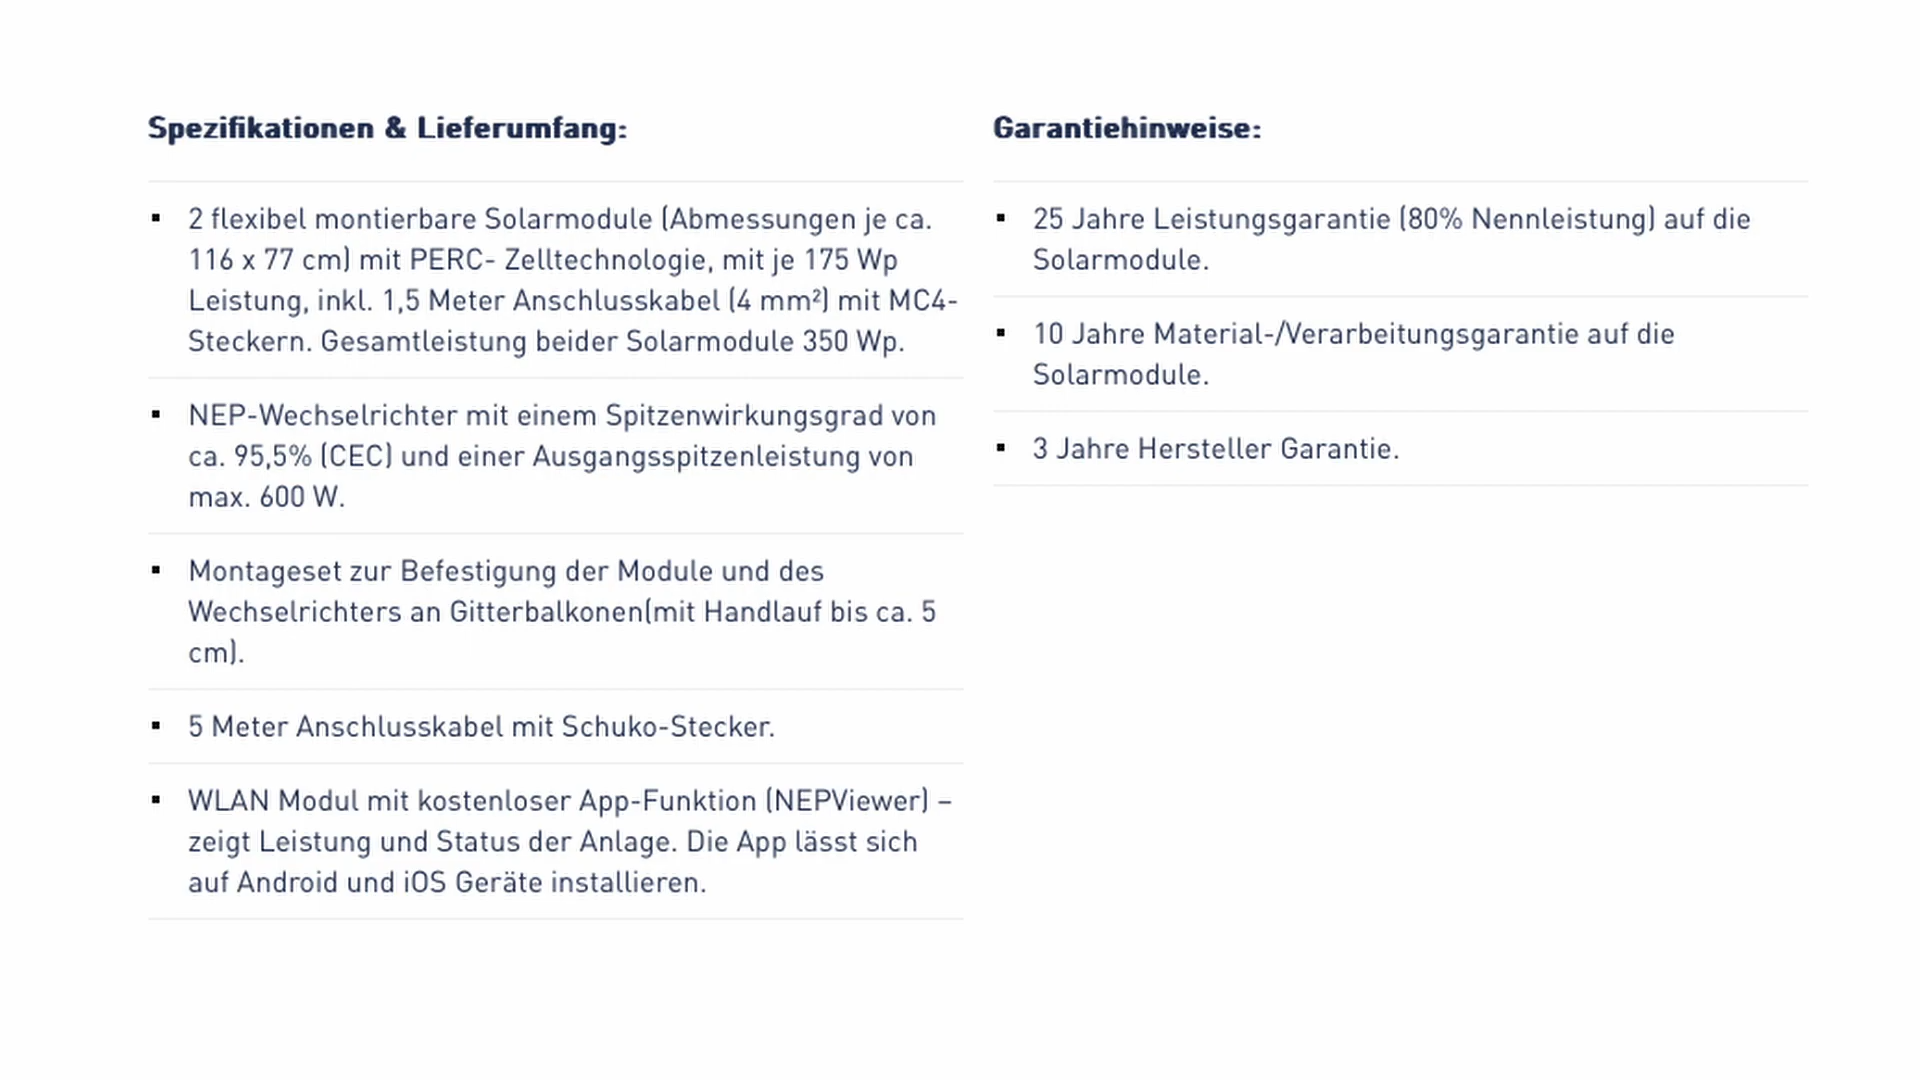 Spezifikationen & Lieferumfang:
2 flexibel montierbare Solarmodule (Abmessungen je ca.
116 x 77 cm) mit PERC- Zelltechnologie, mit je 175 Wp
Leistung, inkl. 1,5 Meter Anschlusskabel (4 mm²) mit MC4-
Steckern. Gesamtleistung beider Solarmodule 350 Wp.
NEP-Wechselrichter mit einem Spitzenwirkungsgrad von
ca. 95,5% (CEC) und einer Ausgangsspitzenleistung von
max. 600 W.
Montageset zur Befestigung der Module und des
Wechselrichters an Gitterbalkonen(mit Handlauf bis ca. 5
cm).
5 Meter Anschlusskabel mit Schuko-Stecker.
WLAN Modul mit kostenloser App-Funktion (NEPViewer) –
zeigt Leistung und Status der Anlage. Die App lässt sich
auf Android und iOS Geräte installieren.
Garantiehinweise:
25 Jahre Leistungsgarantie (80% Nennleistung) auf die
Solarmodule.
10 Jahre Material-/Verarbeitungsgarantie auf die
Solarmodule.
3 Jahre Hersteller Garantie.